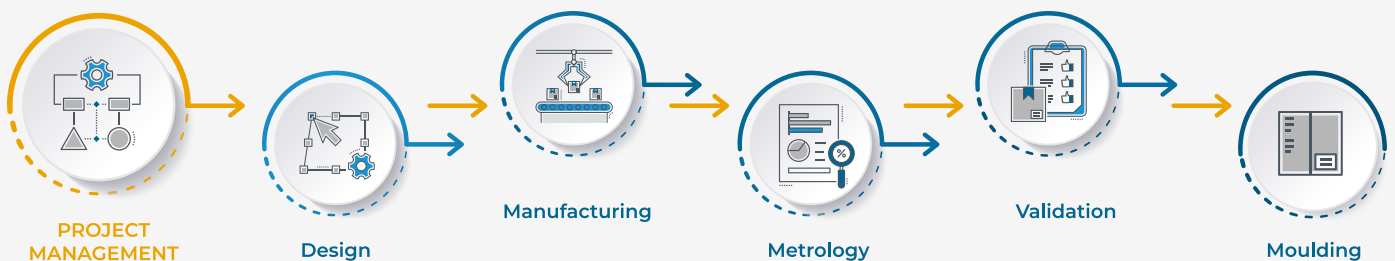 PROJECT
MANAGEMENT
Design
Manufacturing
Metrology
Validation
Moulding
%